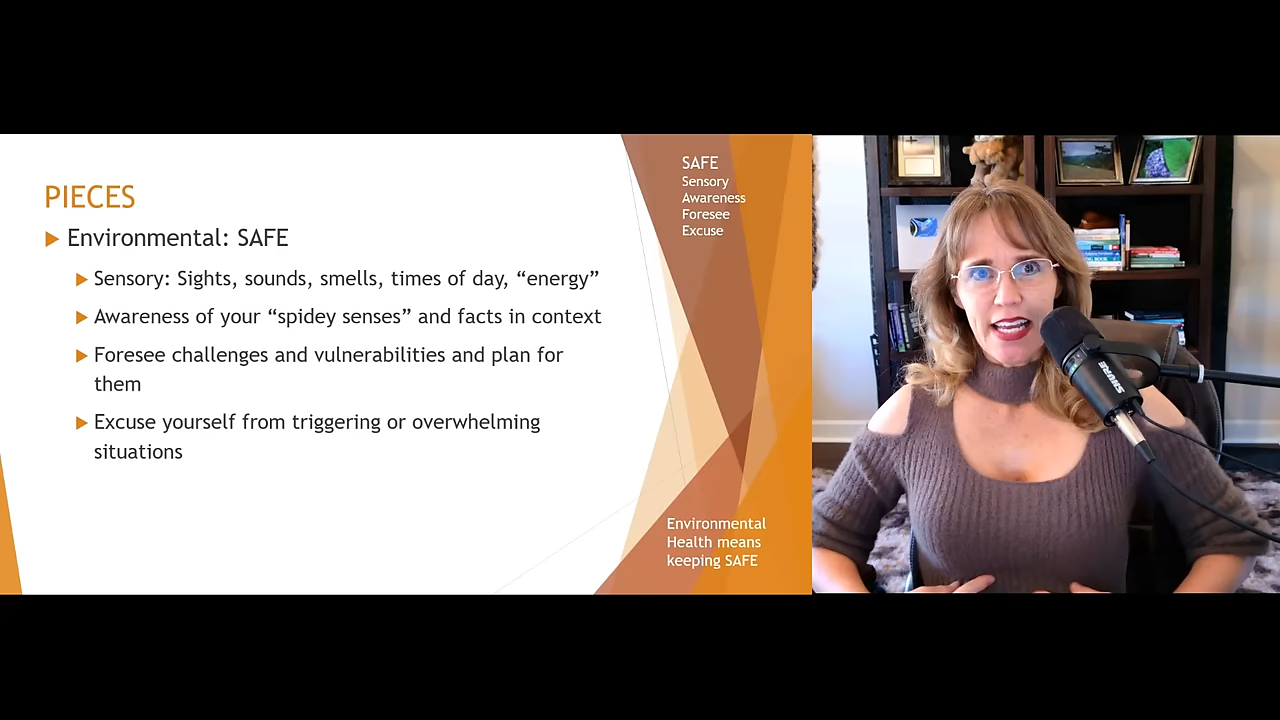 PIECES
Environmental: SAFE
Sensory: Sights, sounds, smells, times of day, “energy”
Awareness of your “spidey senses” and facts in context
Foresee challenges and vulnerabilities and plan for
them
Excuse yourself from triggering or overwhelming
situations
SAFE
Sensory
Awareness
Foresee
Excuse
Environmental
Health means
keeping SAFE
SHURE